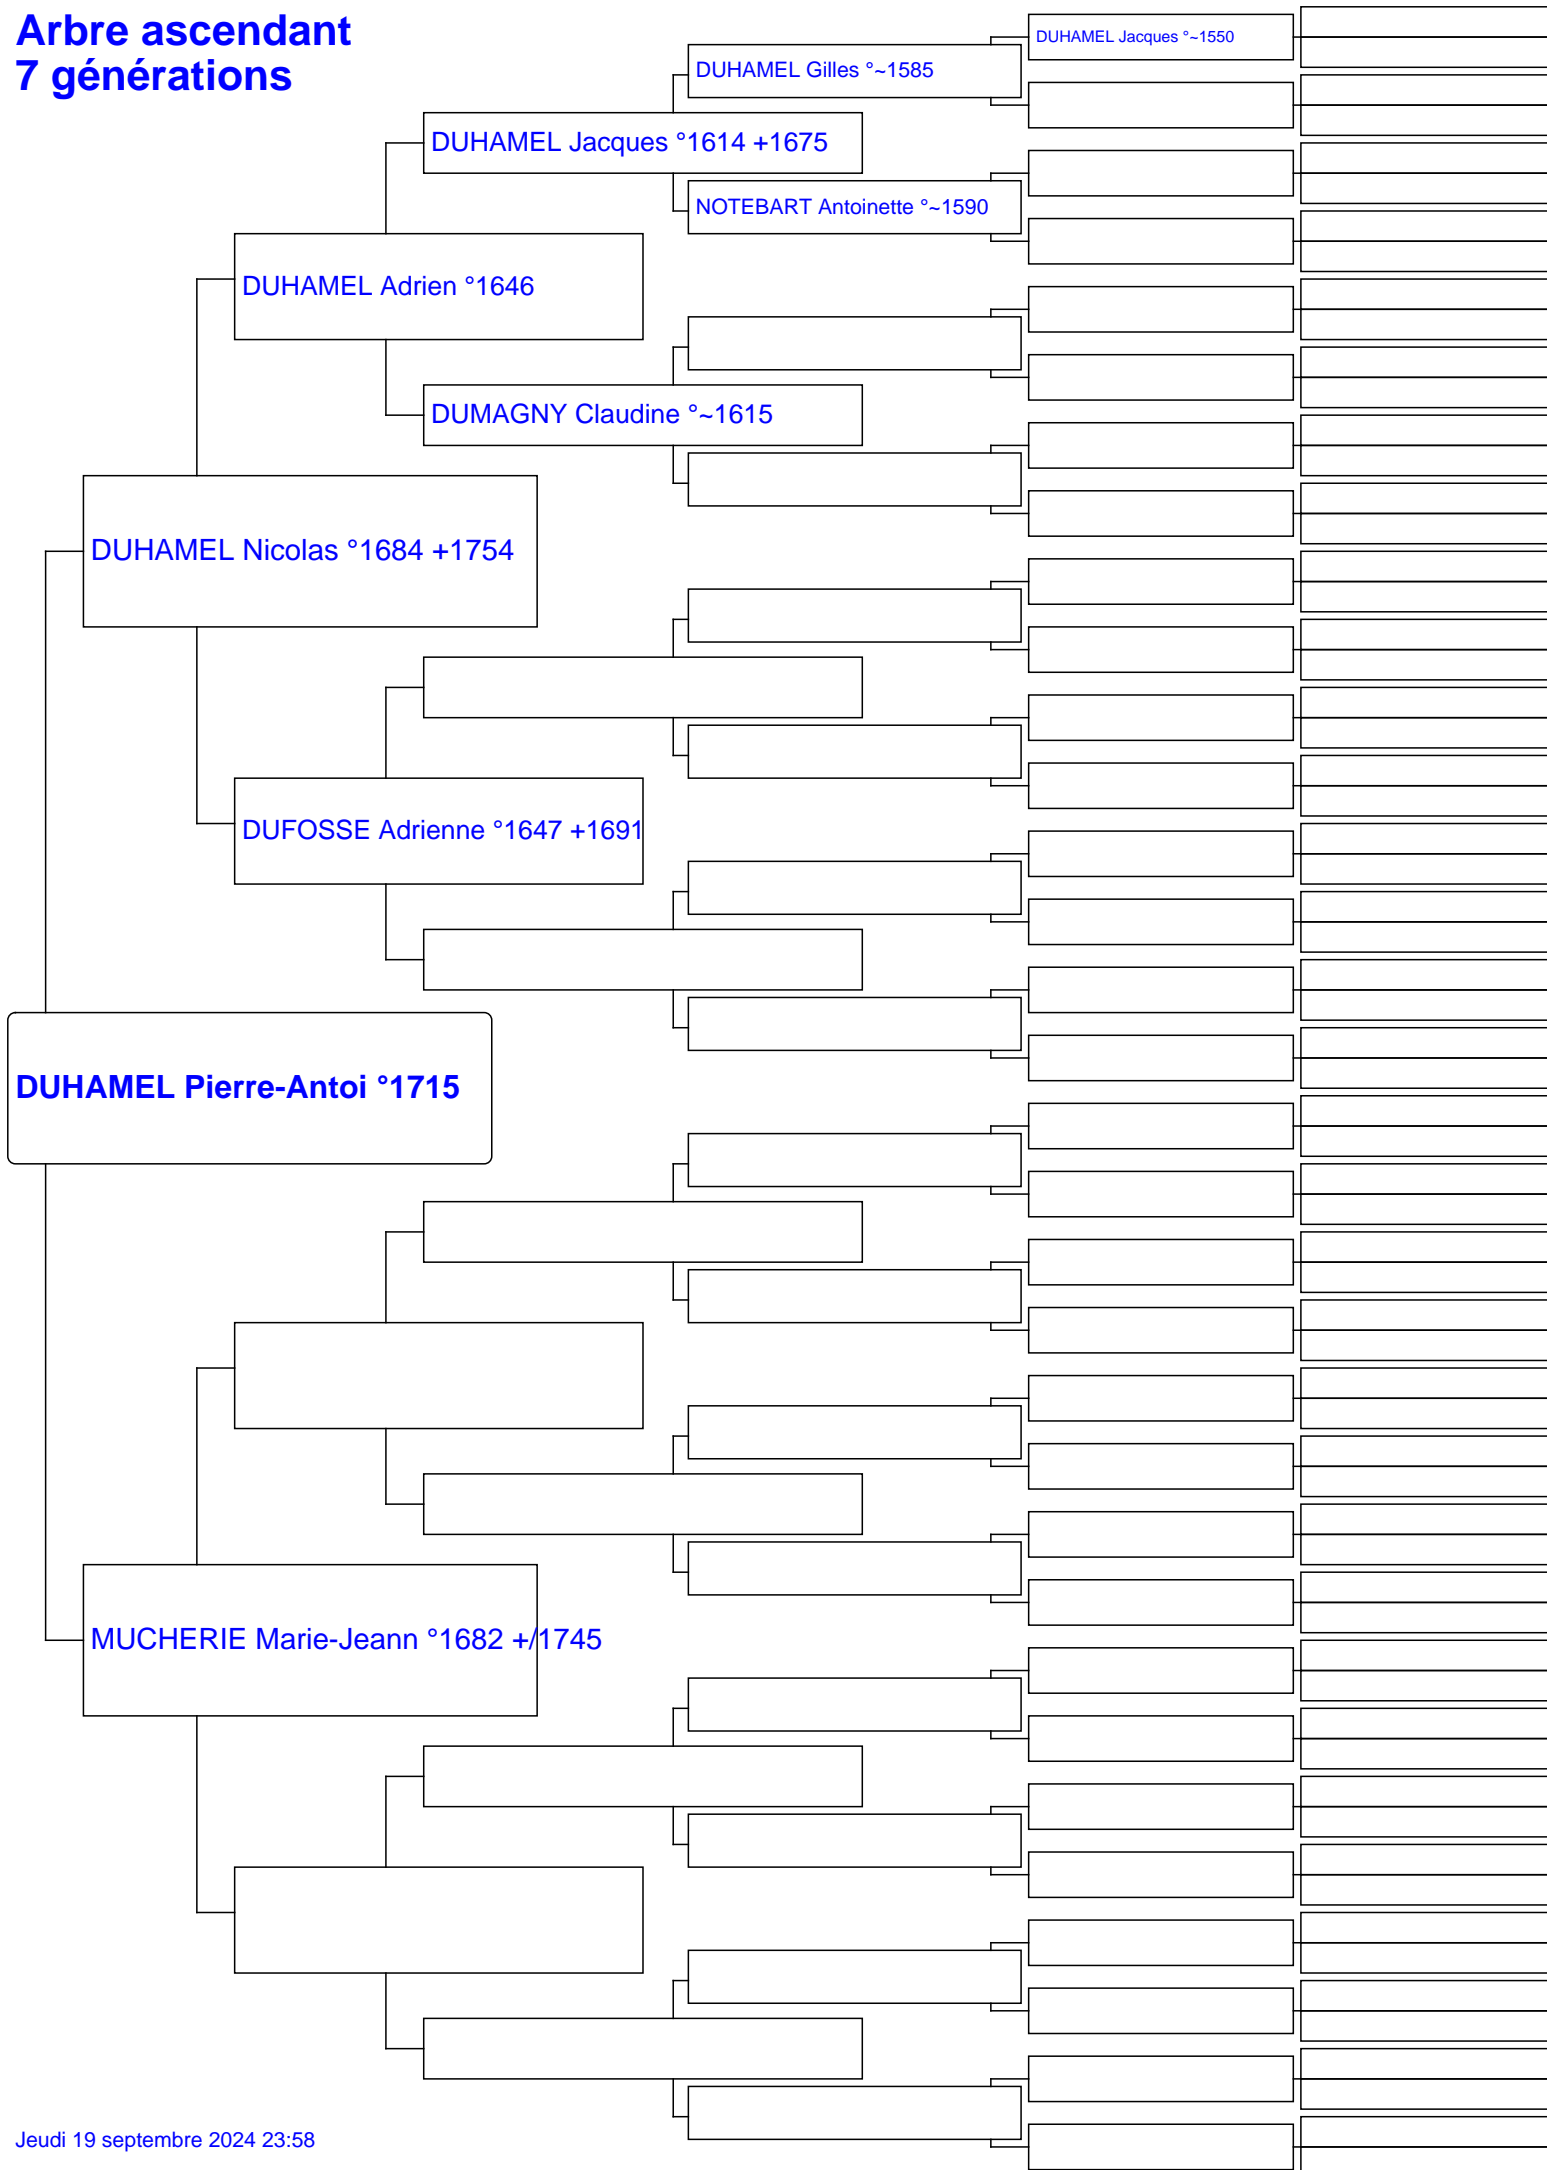 Arbre ascendant
7 générations
DUHAMEL Jacques °~1550
DUHAMEL Gilles °~1585
DUHAMEL Jacques °1614 +1675
NOTEBART Antoinette °~1590
DUHAMEL Adrien °1646
DUMAGNY Claudine °~1615
DUHAMEL Nicolas °1684 +1754
DUFOSSE Adrienne °1647 +1691
DUHAMEL Pierre-Antoi °1715
MUCHERIE Marie-Jeann °1682 +/1745
Jeudi 19 septembre 2024 23:58